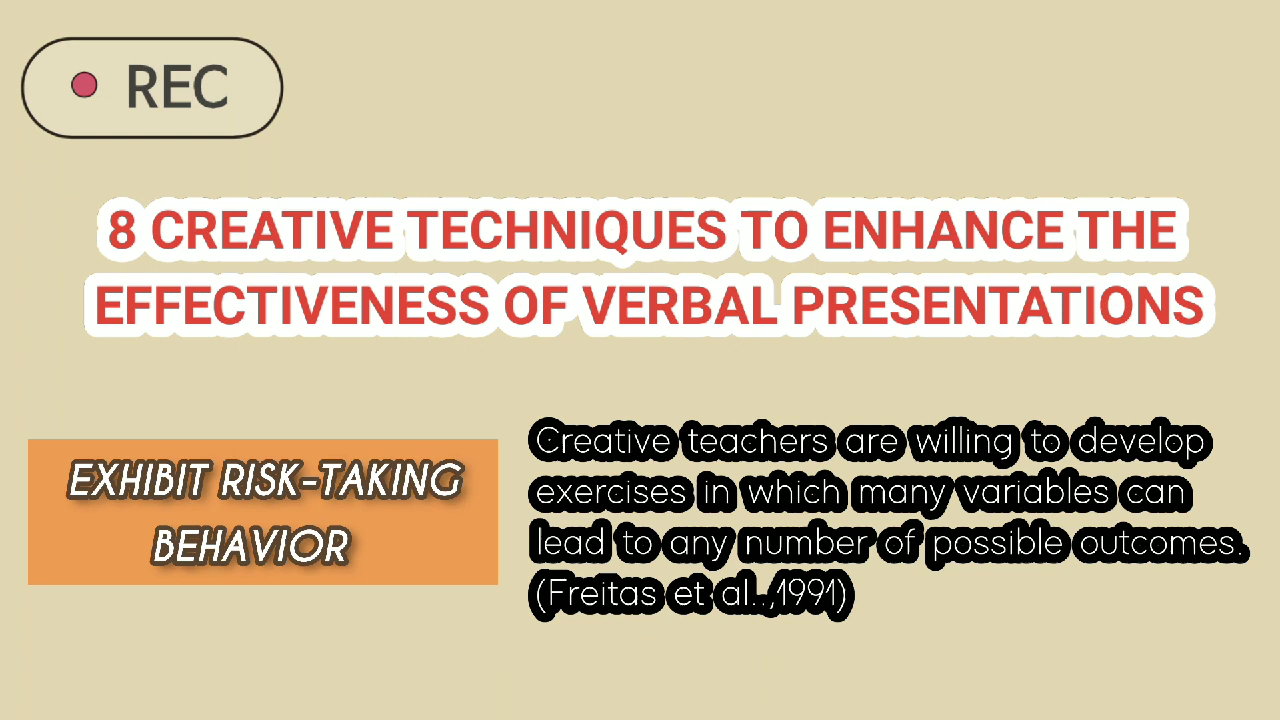 REC
8 CREATIVE TECHNIQUES TO ENHANCE THE
EFFECTIVENESS OF VERBAL PRESENTATIONS
EXHIBIT RISK-TAKING
BEHAVIOR
Creative teachers are willing to develop
exercises in which many variables can
lead to any number of possible outcomes.
(Freitas et al.,1991)